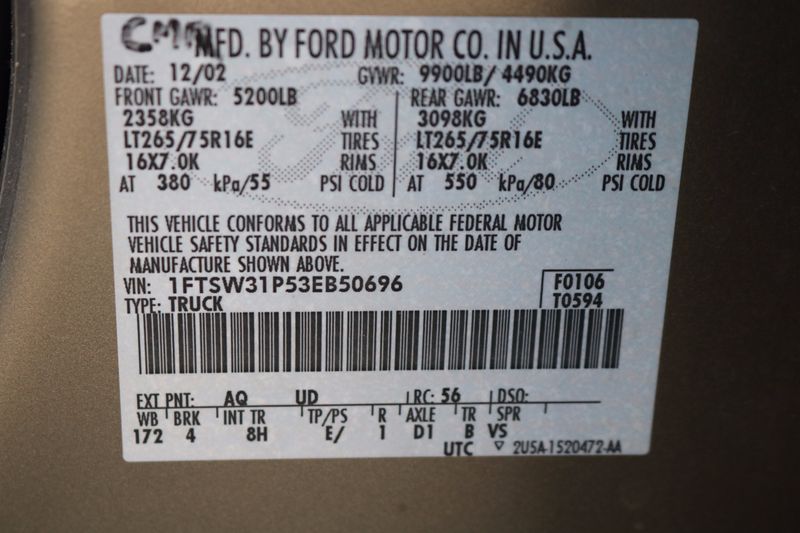 MFD. BY FORD MOTOR CO. IN U.S.A.
DATE: 12/02 GVWR: 9900LB/ 4490KG
FRONT GAWR: 5200LB REAR GAWR: 6830LB
2358KG WITH 3098KG WITH
LT265/75R16E TIRES LT265/75R16E TIRES
16X7.0K RIMS 16X7.0K RIMS
AT 380 kPa/55 PSI COLD AT 550 kPa/80 PSI COLD
THIS VEHICLE CONFORMS TO ALL APPLICABLE FEDERAL MOTOR
VEHICLE SAFETY STANDARDS IN EFFECT ON THE DATE OF
MANUFACTURE SHOWN ABOVE.
VIN: 1FTSW31P53EB50696 F0106
TYPE: TRUCK T0594
EXT PNT: AQ UD RC: 56 DSO:
WB BRK INT TR TP/PS R AXLE TR SPR
172 4 8H E/ 1 D1 B VS
UTC ▽ 2U5A-1520472-AA